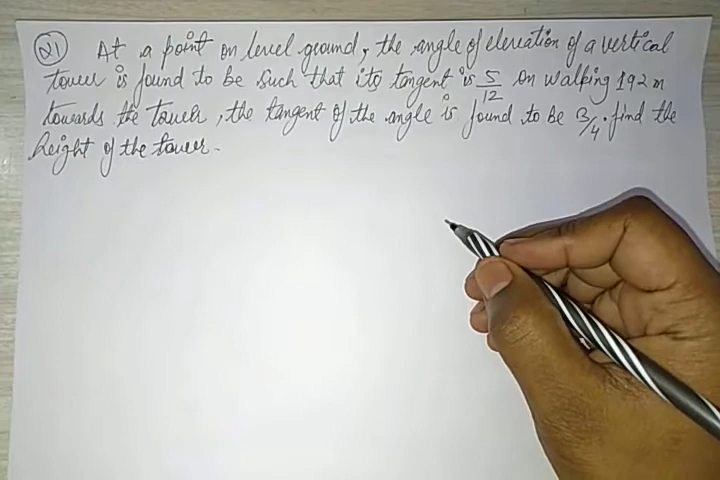 Q1 At a point on level ground, the angle of elevation of a vertical
tower is found to be such that its tangent is 5/12 on walking 192 m
towards the tower, the tangent of the angle is found to be 3/4. find the
height of the tower.